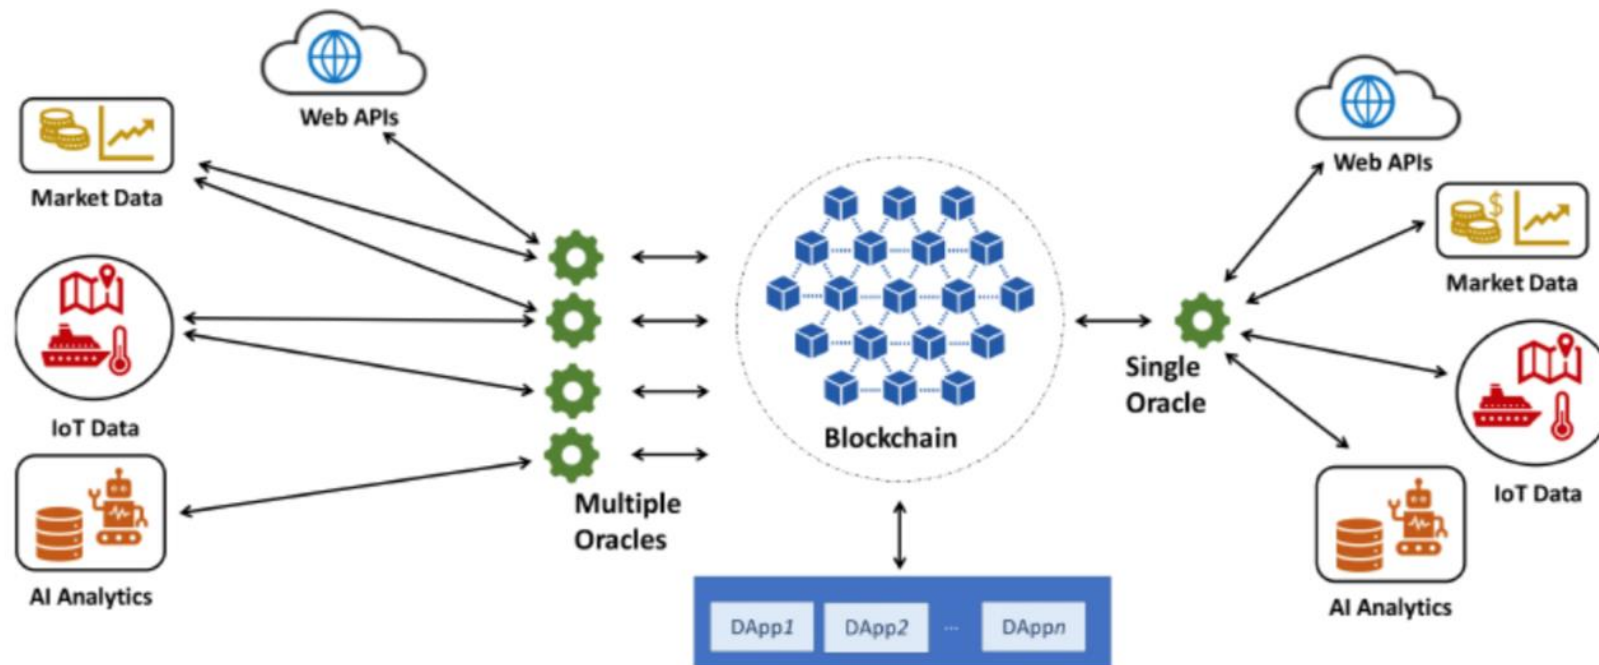 Web APIs
Market Data
IoT Data
AI Analytics
Multiple
Oracles
Blockchain
DApp1 DApp2 ... DAppn
Single
Oracle
Web APIs
$
Market Data
IoT Data
AI Analytics